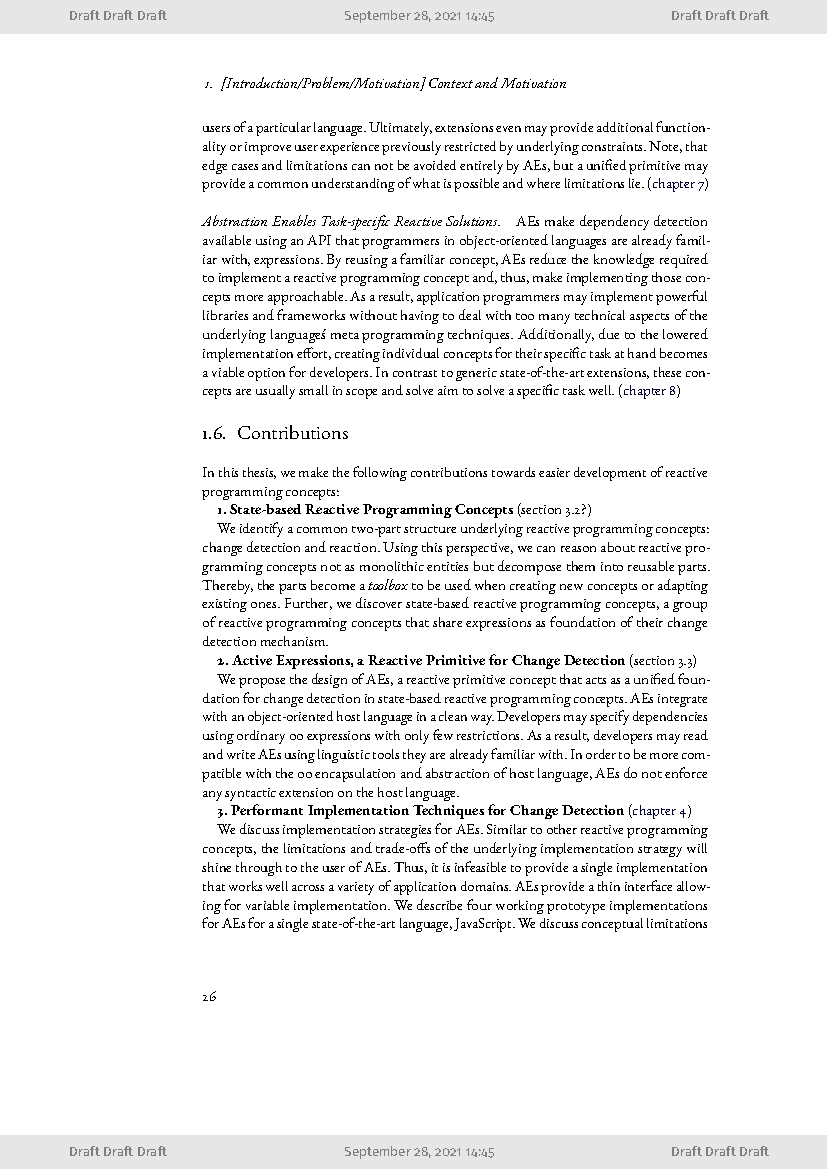 Draft Draft Draft September 28, 2021 14:45 Draft Draft Draft
1. [Introduction/Problem/Motivation] Context and Motivation
users of a particular language. Ultimately, extensions even may provide additional function-
ality or improve user experience previously restricted by underlying constraints. Note, that
edge cases and limitations can not be avoided entirely by AEs, but a unified primitive may
provide a common understanding of what is possible and where limitations lie. (chapter 7)
Abstraction Enables Task-specific Reactive Solutions. AEs make dependency detection
available using an API that programmers in object-oriented languages are already famil-
iar with, expressions. By reusing a familiar concept, AEs reduce the knowledge required
to implement a reactive programming concept and, thus, make implementing those con-
cepts more approachable. As a result, application programmers may implement powerful
libraries and frameworks without having to deal with too many technical aspects of the
underlying languageś meta programming techniques. Additionally, due to the lowered
implementation effort, creating individual concepts for their specific task at hand becomes
a viable option for developers. In contrast to generic state-of-the-art extensions, these con-
cepts are usually small in scope and solve aim to solve a specific task well. (chapter 8)
1.6. Contributions
In this thesis, we make the following contributions towards easier development of reactive
programming concepts:
1. State-based Reactive Programming Concepts (section 3.2?)
We identify a common two-part structure underlying reactive programming concepts:
change detection and reaction. Using this perspective, we can reason about reactive pro-
gramming concepts not as monolithic entities but decompose them into reusable parts.
Thereby, the parts become a toolbox to be used when creating new concepts or adapting
existing ones. Further, we discover state-based reactive programming concepts, a group
of reactive programming concepts that share expressions as foundation of their change
detection mechanism.
2. Active Expressions, a Reactive Primitive for Change Detection (section 3.3)
We propose the design of AEs, a reactive primitive concept that acts as a unified foun-
dation for change detection in state-based reactive programming concepts. AEs integrate
with an object-oriented host language in a clean way. Developers may specify dependencies
using ordinary oo expressions with only few restrictions. As a result, developers may read
and write AEs using linguistic tools they are already familiar with. In order to be more com-
patible with the oo encapsulation and abstraction of host language, AEs do not enforce
any syntactic extension on the host language.
3. Performant Implementation Techniques for Change Detection (chapter 4)
We discuss implementation strategies for AEs. Similar to other reactive programming
concepts, the limitations and trade-offs of the underlying implementation strategy will
shine through to the user of AEs. Thus, it is infeasible to provide a single implementation
that works well across a variety of application domains. AEs provide a thin interface allow-
ing for variable implementation. We describe four working prototype implementations
for AEs for a single state-of-the-art language, JavaScript. We discuss conceptual limitations
26
Draft Draft Draft September 28, 2021 14:45 Draft Draft Draft